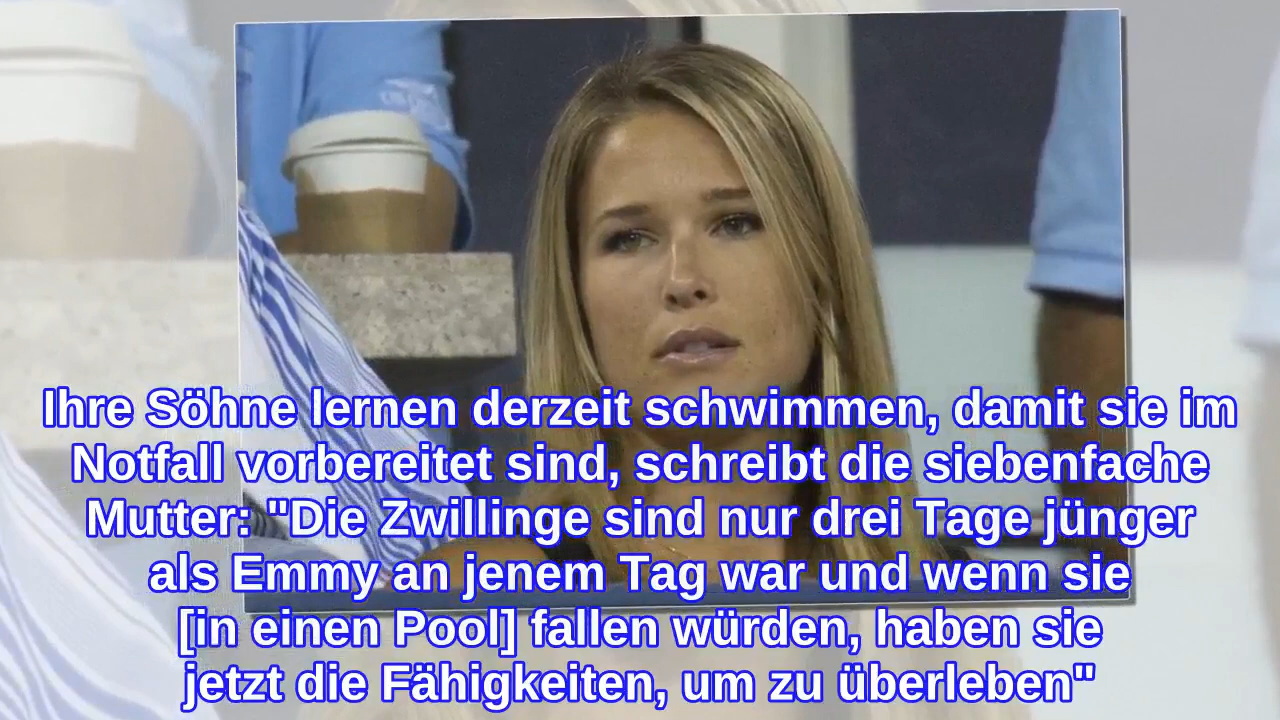 Ihre Söhne lernen derzeit schwimmen, damit sie im
Notfall vorbereitet sind, schreibt die siebenfache
Mutter: "Die Zwillinge sind nur drei Tage jünger
als Emmy an jenem Tag war und wenn sie
[in einen Pool] fallen würden, haben sie
jetzt die Fähigkeiten, um zu überleben"